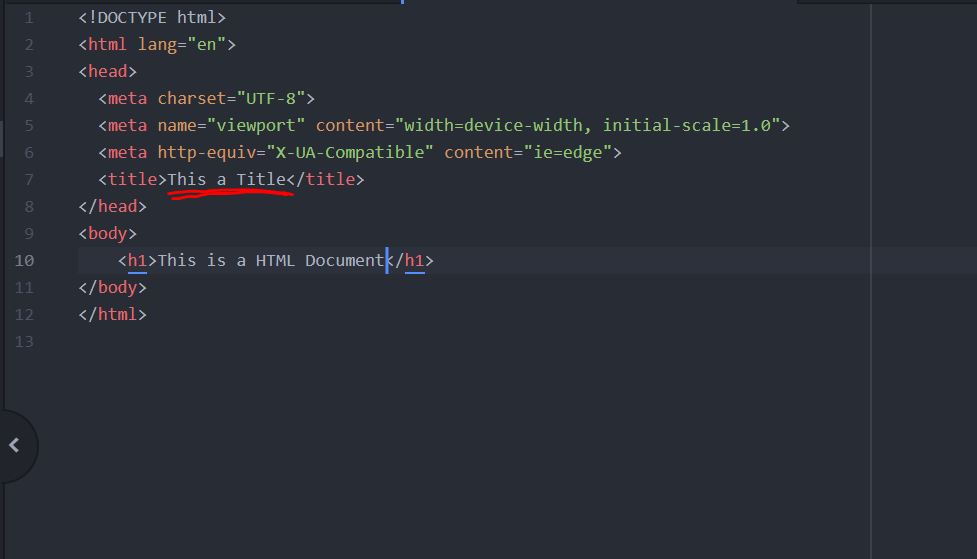 1 <!DOCTYPE html>
2 <html lang="en">
3 <head>
4 <meta charset="UTF-8">
5 <meta name="viewport" content="width=device-width, initial-scale=1.0">
6 <meta http-equiv="X-UA-Compatible" content="ie=edge">
7 <title>This a Title</title>
8 </head>
9 <body>
10 <h1>This is a HTML Document</h1>
11 </body>
12 </html>
13